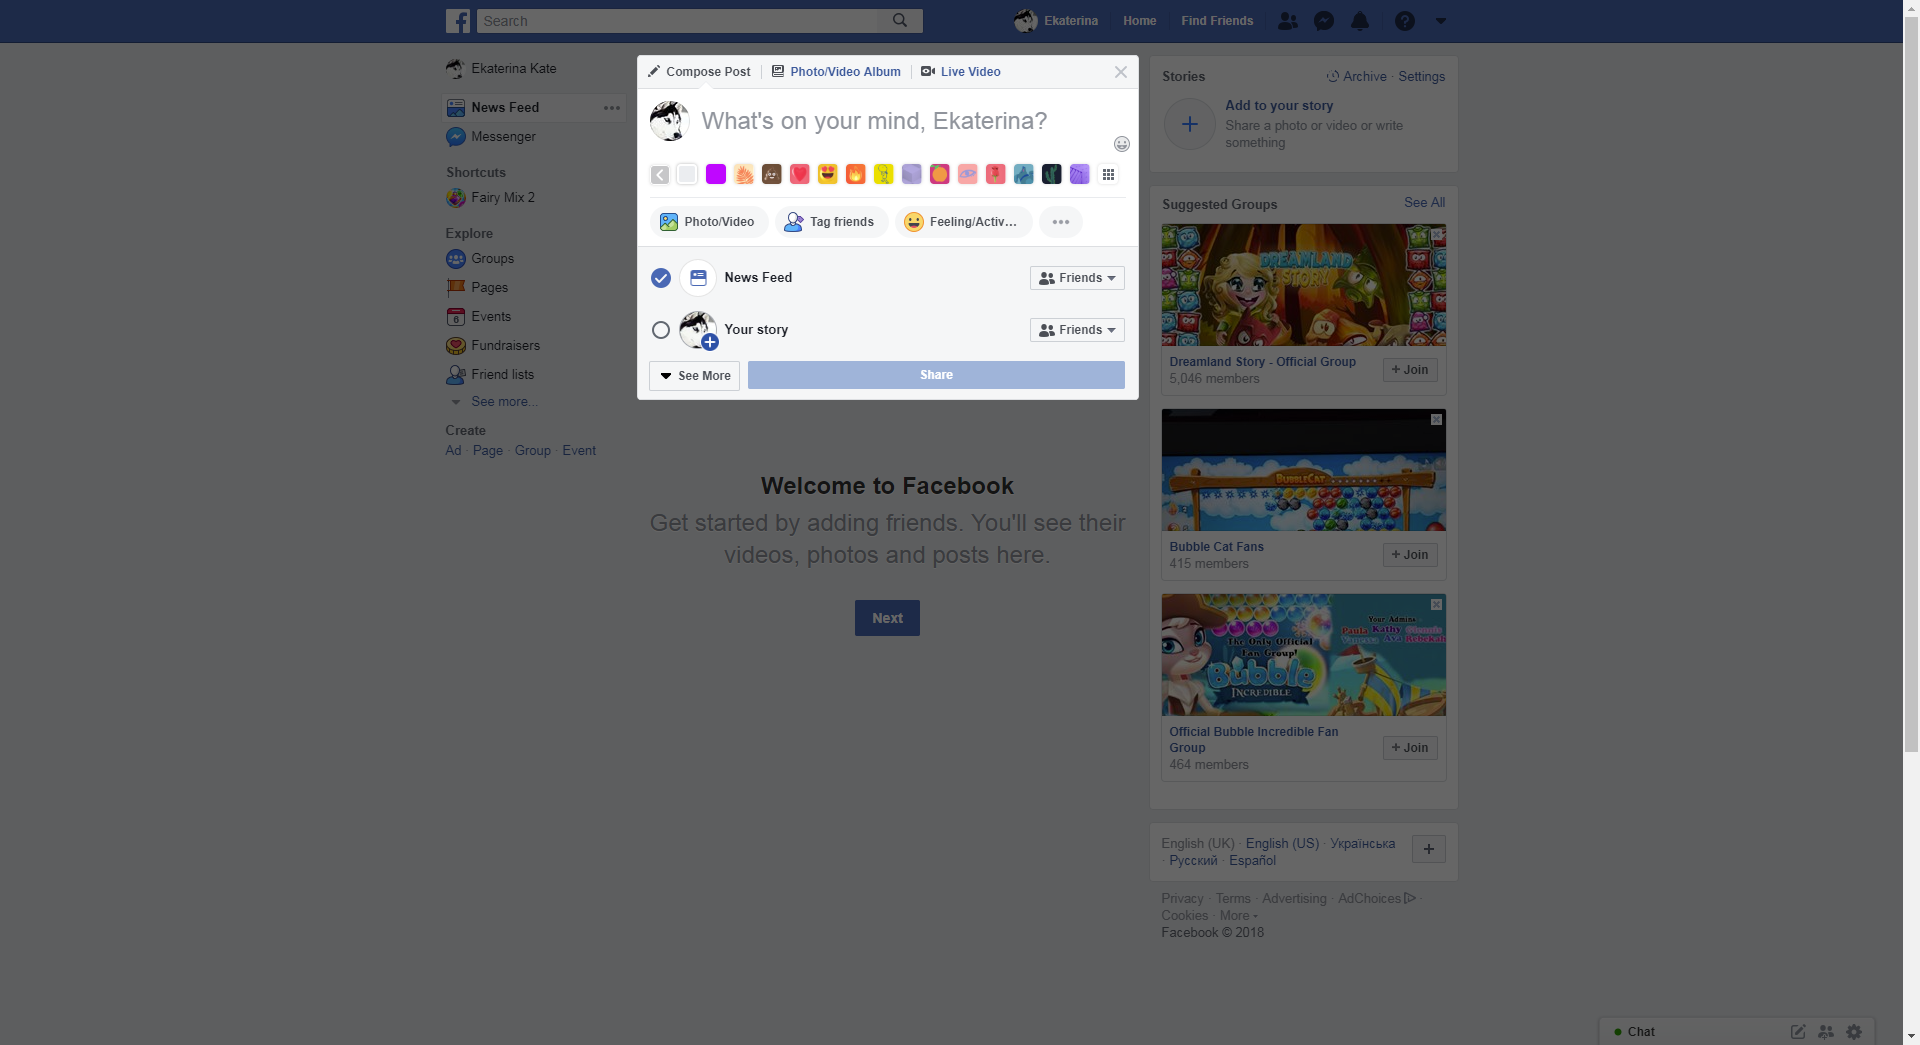 Search
Ekaterina
Home
Find Friends
Ekaterina Kate
News Feed
Messenger
Shortcuts
Fairy Mix 2
Explore
Groups
Pages
6
Events
Fundraisers
Friend lists
See more...
Create
Ad · Page · Group · Event
Compose Post
Photo/Video Album
Live Video
What's on your mind, Ekaterina?
Photo/Video
Tag friends
Feeling/Activ...
News Feed
Friends
Your story
Friends
See More
Share
Welcome to Facebook
Get started by adding friends. You'll see their
videos, photos and posts here.
Next
Stories
Archive · Settings
Add to your story
Share a photo or video or write
something
Suggested Groups
See All
DREAMLAND
STORY
Dreamland Story - Official Group
5,046 members
+ Join
BUBBLECAT
Bubble Cat Fans
415 members
+ Join
Your Admins
Paula Kathy Glennis
Vanessa Ava Rebekah
The Only Official
Fan Group!
Bubble
INCREDIBLE
Official Bubble Incredible Fan
Group
464 members
+ Join
English (UK) · English (US) · Українська
· Русский · Español
+
Privacy · Terms · Advertising · AdChoices ·
Cookies · More
Facebook © 2018
Chat